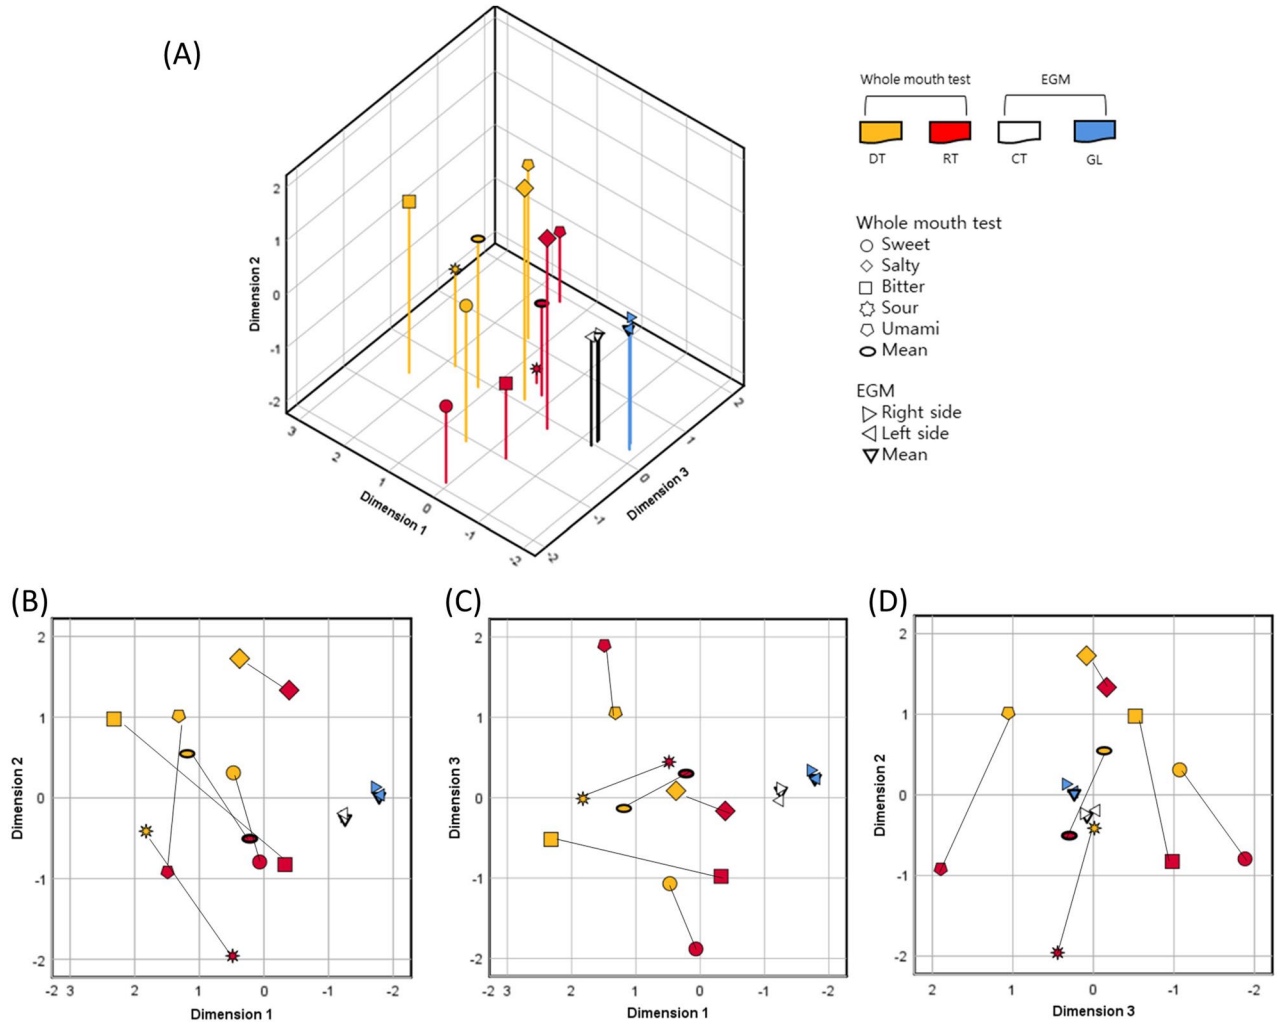 (A)
Whole mouth test EGM
DT RT CT GL
Whole mouth test
Sweet
Salty
Bitter
Sour
Umami
Mean
EGM
Right side
Left side
Mean
2
1
0
-1
-2
Dimension 2
3
2
1
0
-1
-2
Dimension 1
2
1
0
-1
-2
Dimension 3
(B)
2
1
0
-1
-2
Dimension 2
-2 3 2 1 0 -1 -2
Dimension 1
(C)
2
1
0
-1
-2
Dimension 3
-2 3 2 1 0 -1 -2
Dimension 1
(D)
2
1
0
-1
-2
Dimension 2
2 1 0 -1 -2
Dimension 3